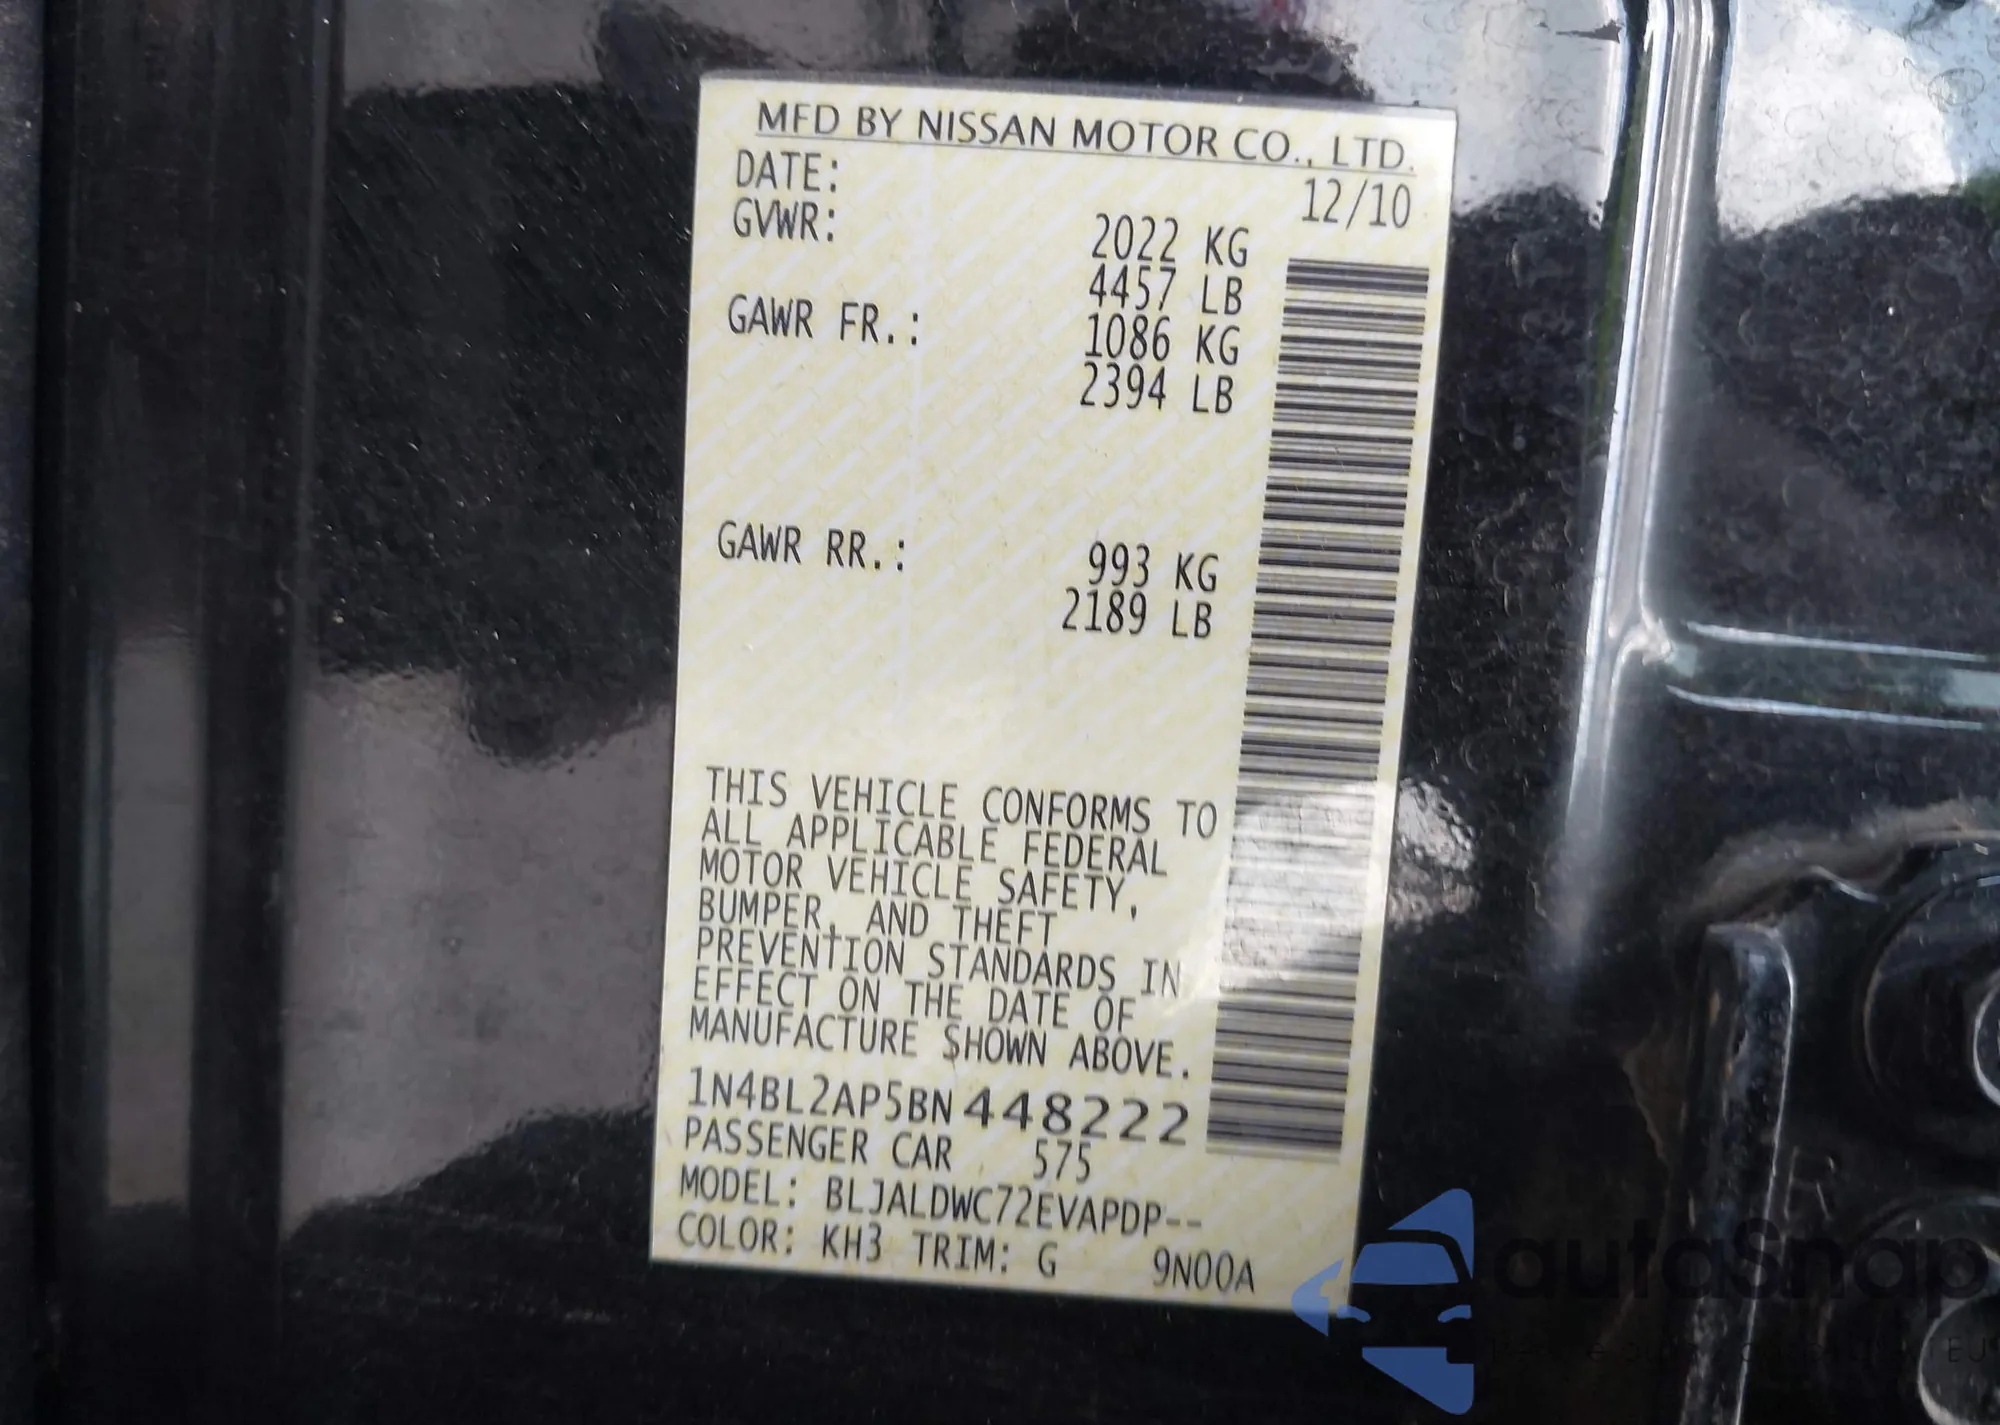 MFD BY NISSAN MOTOR CO., LTD.
DATE: 12/10
GVWR: 2022 KG
4457 LB
GAWR FR.: 1086 KG
2394 LB
GAWR RR.: 993 KG
2189 LB
THIS VEHICLE CONFORMS TO
ALL APPLICABLE FEDERAL
MOTOR VEHICLE SAFETY,
BUMPER, AND THEFT
PREVENTION STANDARDS IN
EFFECT ON THE DATE OF
MANUFACTURE SHOWN ABOVE.
1N4BL2AP5BN448222
PASSENGER CAR 575
MODEL: BLJALDWC72EVAPDP--
COLOR: KH3 TRIM: G 9N00A
R
autoSnap